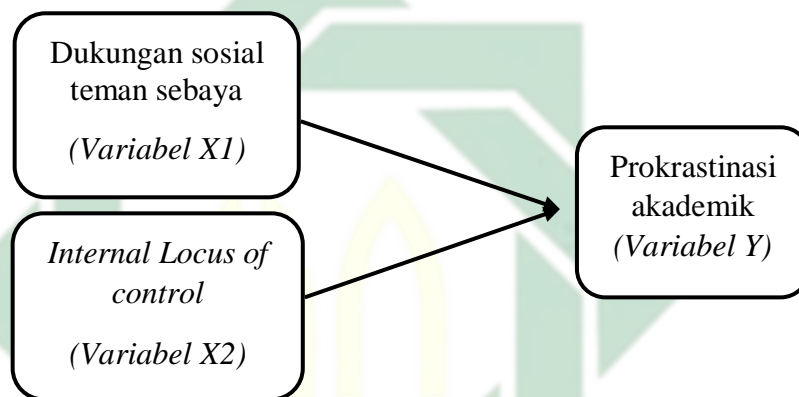 Dukungan sosial
teman sebaya
(Variabel X1)
Internal Locus of
control
(Variabel X2)
Prokrastinasi
akademik
(Variabel Y)